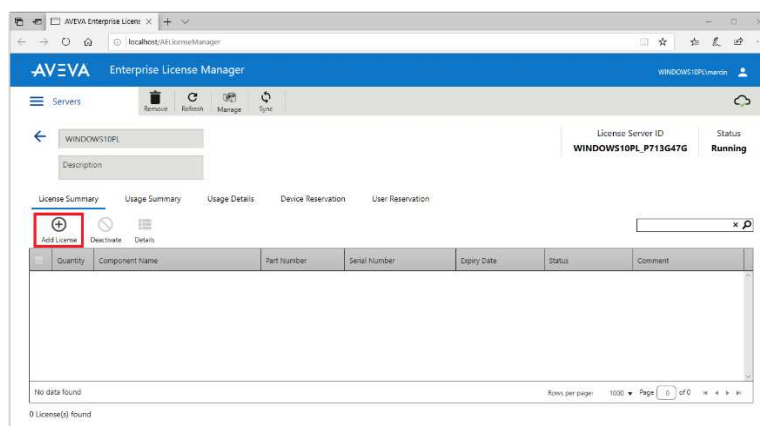 AVEVA Enterprise Licens
localhost/AELicenseManager
AVEVA Enterprise License Manager WINDOWS10PL\marcin
Servers Remove Refresh Manage Sync
WINDOWS10PL License Server ID Status
WINDOWS10PL_P713G47G Running
Description
License Summary Usage Summary Usage Details Device Reservation User Reservation
Add License Deactivate Details
Quantity Component Name Part Number Serial Number Expiry Date Status Comment
No data found Rows per page: 1000 Page 0 of 0
0 License(s) found